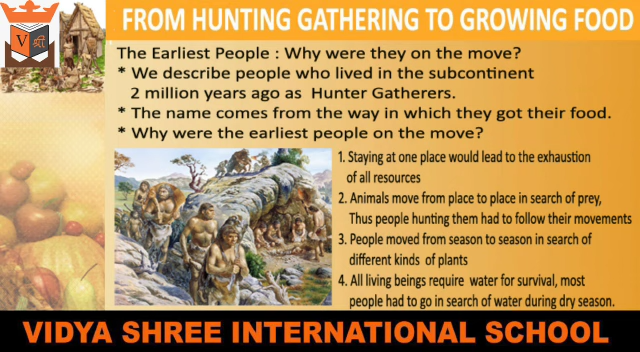 FROM HUNTING GATHERING TO GROWING FOOD
The Earliest People : Why were they on the move?
* We describe people who lived in the subcontinent
2 million years ago as Hunter Gatherers.
* The name comes from the way in which they got their food.
* Why were the earliest people on the move?
1. Staying at one place would lead to the exhaustion
of all resources
2. Animals move from place to place in search of prey,
Thus people hunting them had to follow their movements
3. People moved from season to season in search of
different kinds of plants
4. All living beings require water for survival, most
people had to go in search of water during dry season.
VIDYA SHREE INTERNATIONAL SCHOOL